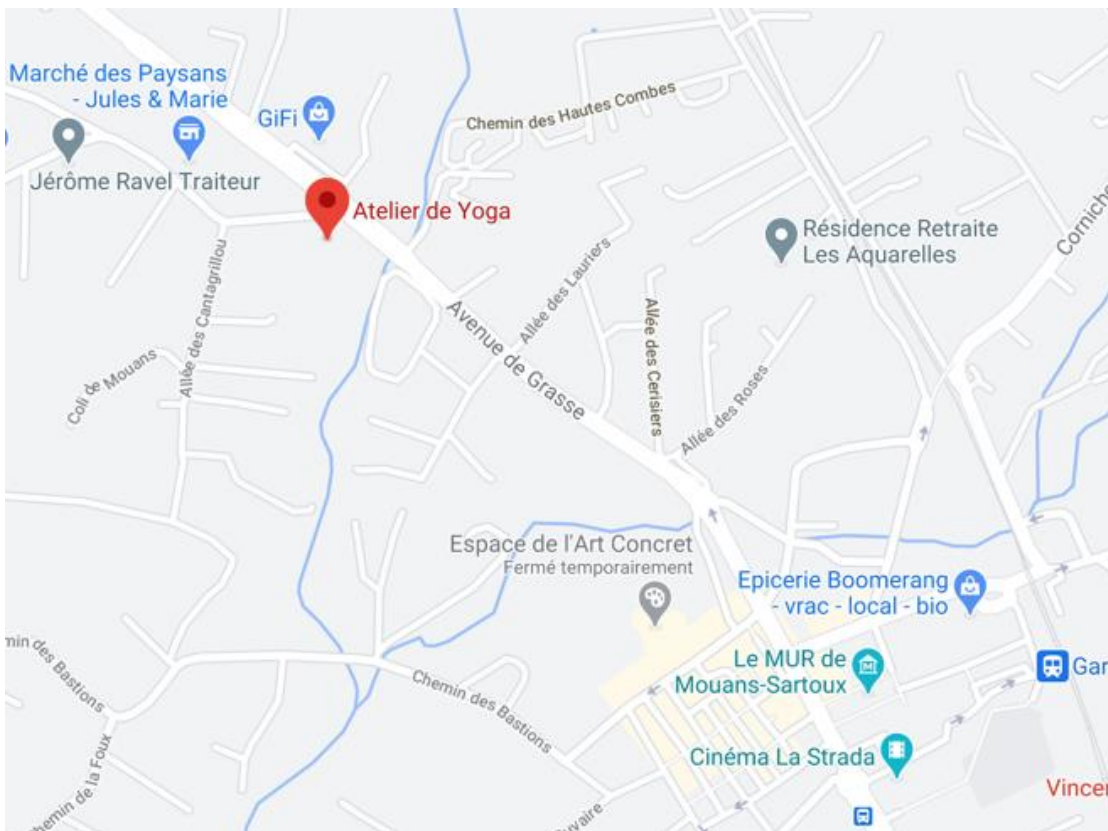 Marché des Paysans
- Jules & Marie
GiFi
Chemin des Hautes Combes
Jérôme Ravel Traiteur
Atelier de Yoga
Résidence Retraite
Les Aquarelles
Corniche
Allée des Lauriers
Allée des Cantagrillou
Avenue de Grasse
Allée des Cerisiers
Coli de Mouans
Allée des Roses
Espace de l'Art Concret
Fermé temporairement
Epicerie Boomerang
- vrac - local - bio
min des Bastions
Chemin des Bastions
Le MUR de
Mouans-Sartoux
Gar
Cinéma La Strada
Chemin de la Foux
Vincen
uvaire